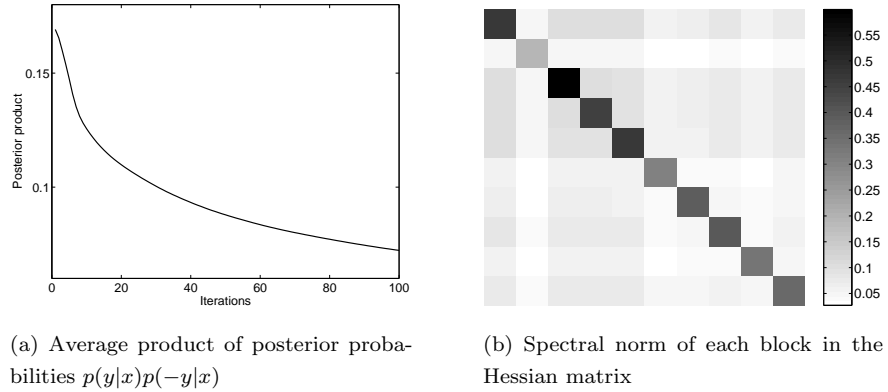 0.15
0.1
Posterior product
0 20 40 60 80 100
Iterations
0.55
0.5
0.45
0.4
0.35
0.3
0.25
0.2
0.15
0.1
0.05
(a) Average product of posterior proba-
bilities p(y|x)p(−y|x)
(b) Spectral norm of each block in the
Hessian matrix